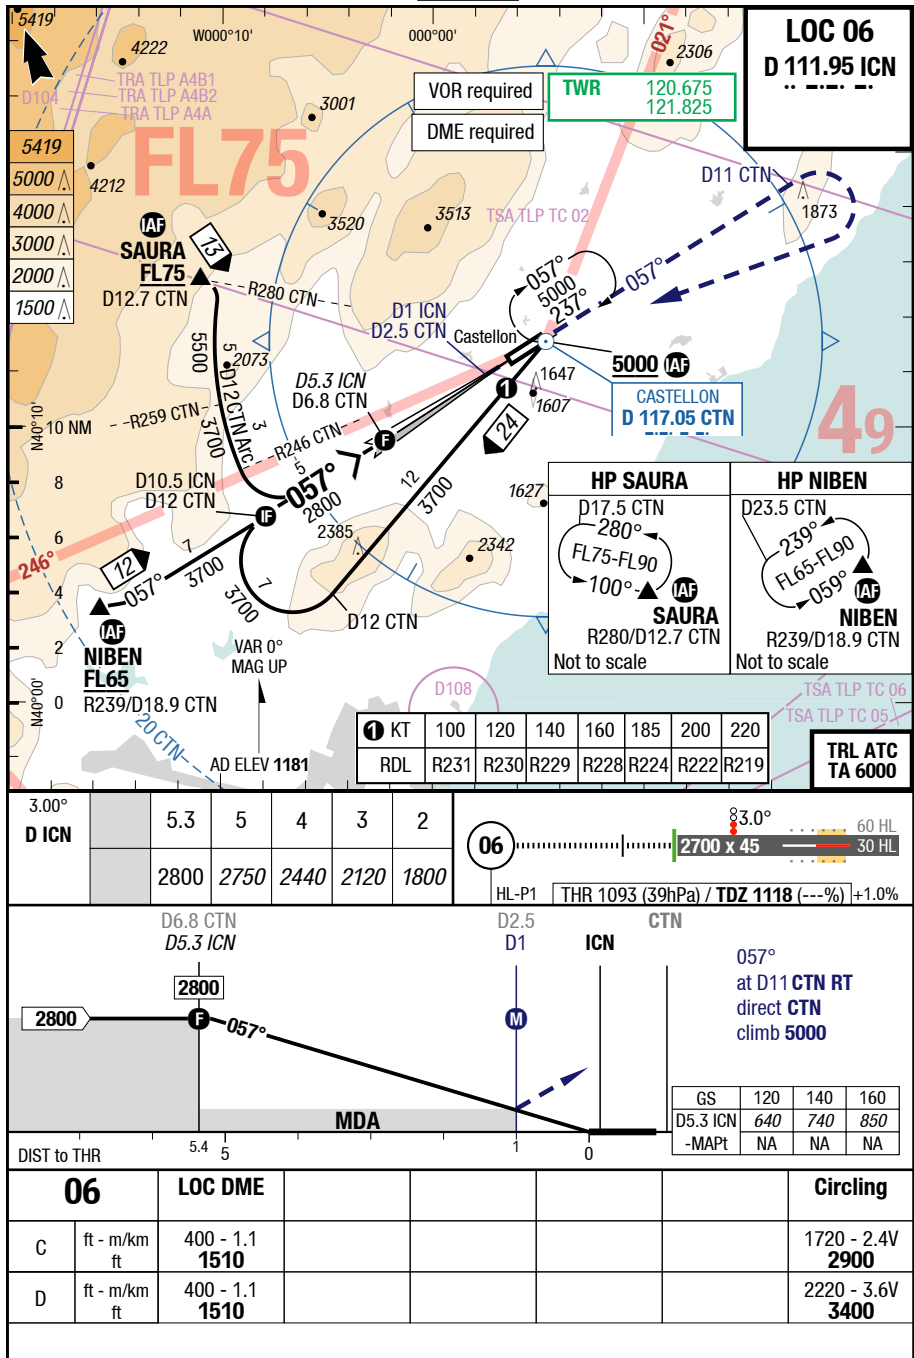 5419
W000°10'
000°00'
LOC 06
D 111.95 ICN
4222
TRA TLP A4B1
TRA TLP A4B2
TRA TLP A4A
D104
3001
VOR required
DME required
TWR 120.675
121.825
021°
2306
FL75
5419
5000
4000
3000
2000
1500
4212
3520
3513
TSA TLP TC 02
D11 CTN
1873
IAF
SAURA
FL75
D12.7 CTN
13
R280 CTN
057°
5000
237°
057°
D1 ICN
D2.5 CTN
Castellon
5000 IAF
CASTELLON
D 117.05 CTN
5500
5
D12 CTN Arc
3
3700
2073
R259 CTN
R246 CTN
D5.3 ICN
D6.8 CTN
F
1
1647
1607
24
49
N40°10'
10 NM
8
6
4
2
0
N40°00'
D10.5 ICN
D12 CTN
IF
5
057°
2800
12
3700
1627
2385
2342
246°
12
7
057°
3700
7
3700
D12 CTN
IAF
NIBEN
FL65
R239/D18.9 CTN
VAR 0°
MAG UP
20 CTN
AD ELEV 1181
D108
HP SAURA
D17.5 CTN
280°
FL75-FL90
100°
IAF
SAURA
R280/D12.7 CTN
Not to scale
HP NIBEN
D23.5 CTN
239°
FL65-FL90
059°
IAF
NIBEN
R239/D18.9 CTN
Not to scale
TSA TLP TC 06
TSA TLP TC 05
1 KT 100 120 140 160 185 200 220
RDL R231 R230 R229 R228 R224 R222 R219
TRL ATC
TA 6000
3.00°
D ICN 5.3 5 4 3 2
2800 2750 2440 2120 1800
06
3.0°
2700 x 45
60 HL
30 HL
HL-P1
THR 1093 (39hPa) / TDZ 1118 (---%) +1.0%
D6.8 CTN
D5.3 ICN
D2.5
D1
ICN
CTN
2800
2800
F
057°
M
MDA
057°
at D11 CTN RT
direct CTN
climb 5000
GS 120 140 160
D5.3 ICN 640 740 850
-MAPt NA NA NA
DIST to THR
5.4
5
1
0
06 LOC DME Circling
C ft - m/km 400 - 1.1 1720 - 2.4V
ft 1510 2900
D ft - m/km 400 - 1.1 2220 - 3.6V
ft 1510 3400